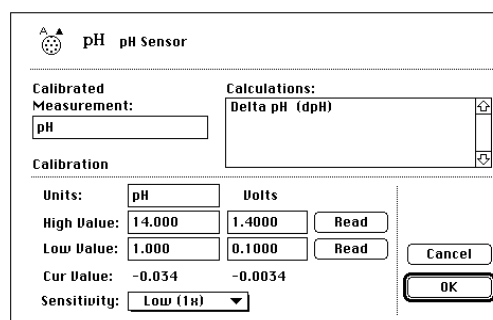 A
pH pH Sensor
Calibrated Measurement:
pH
Calculations:
Delta pH (dpH)
Calibration
Units: pH Volts
High Value: 14.000 1.4000 Read
Low Value: 1.000 0.1000 Read
Cur Value: -0.034 -0.0034
Sensitivity: Low (1x)
Cancel
OK